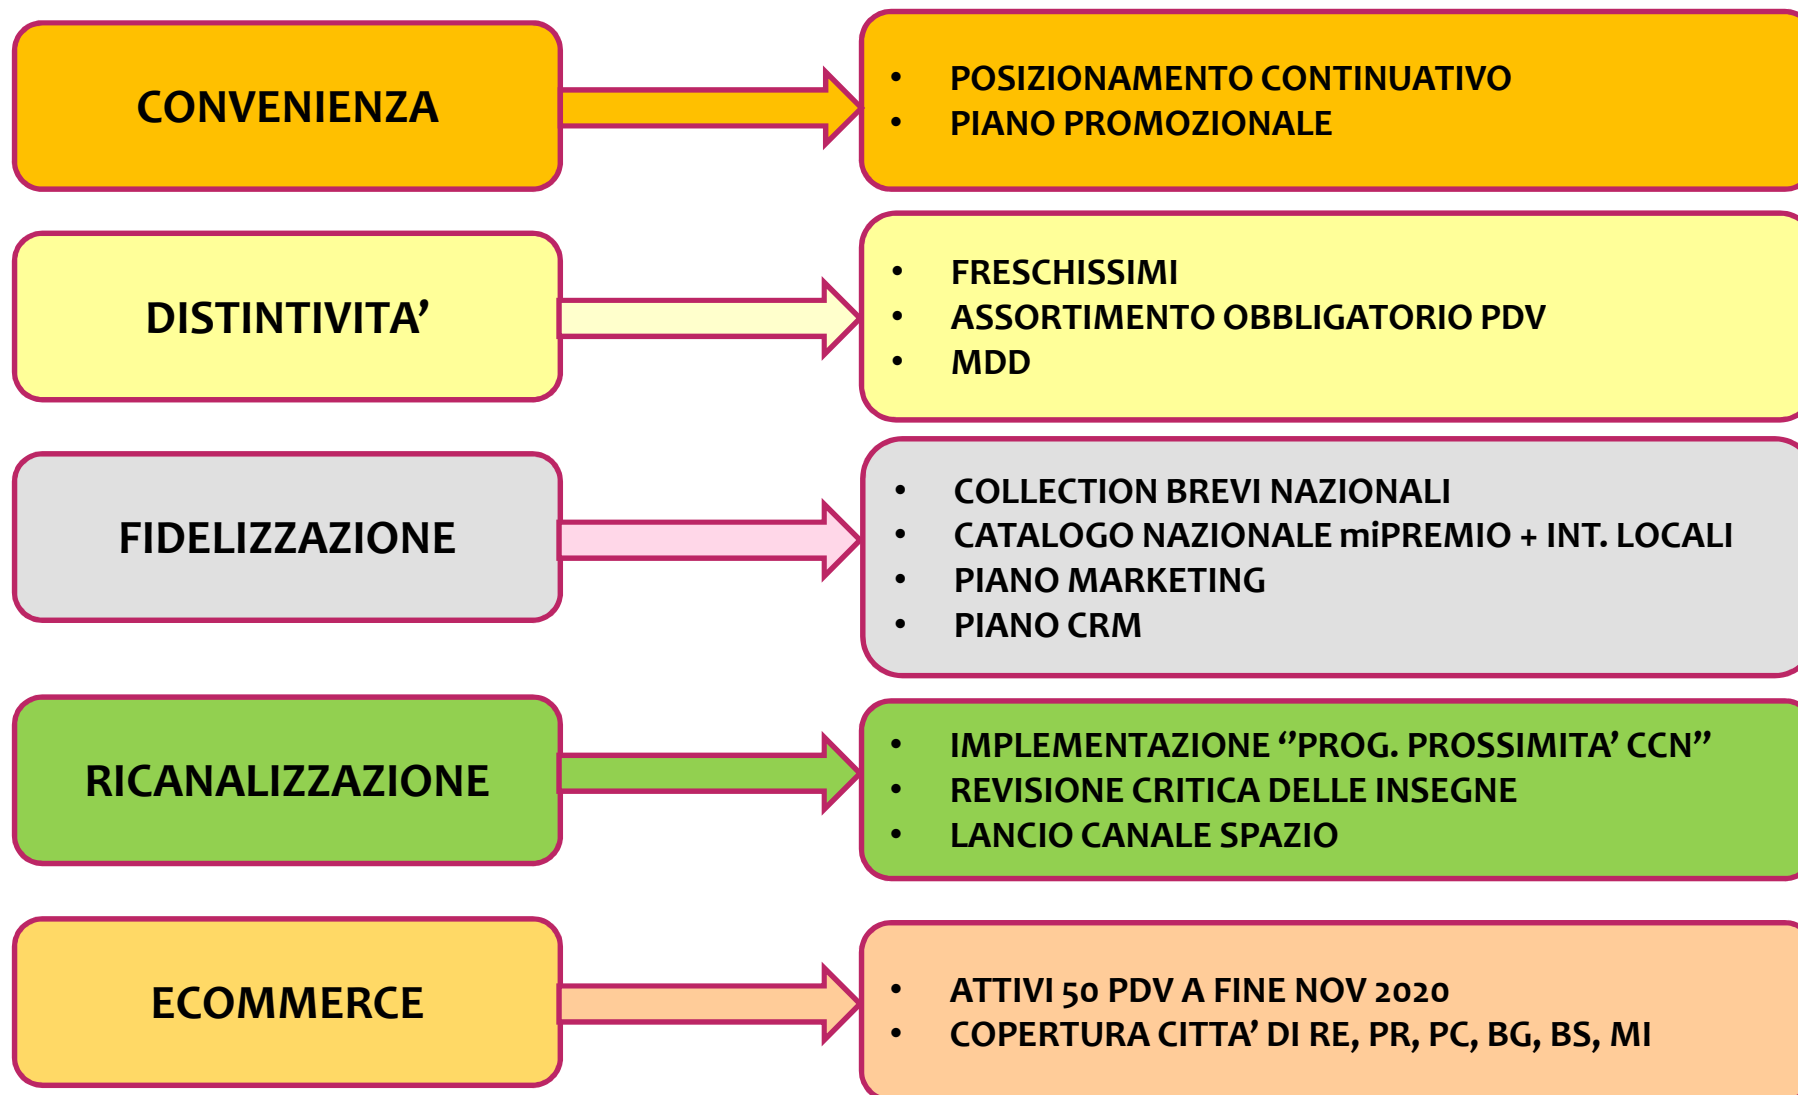 CONVENIENZA
• POSIZIONAMENTO CONTINUATIVO
• PIANO PROMOZIONALE
DISTINTIVITA’
• FRESCHISSIMI
• ASSORTIMENTO OBBLIGATORIO PDV
• MDD
FIDELIZZAZIONE
• COLLECTION BREVI NAZIONALI
• CATALOGO NAZIONALE miPREMIO + INT. LOCALI
• PIANO MARKETING
• PIANO CRM
RICANALIZZAZIONE
• IMPLEMENTAZIONE ‘’PROG. PROSSIMITA’ CCN’’
• REVISIONE CRITICA DELLE INSEGNE
• LANCIO CANALE SPAZIO
ECOMMERCE
• ATTIVI 50 PDV A FINE NOV 2020
• COPERTURA CITTA’ DI RE, PR, PC, BG, BS, MI